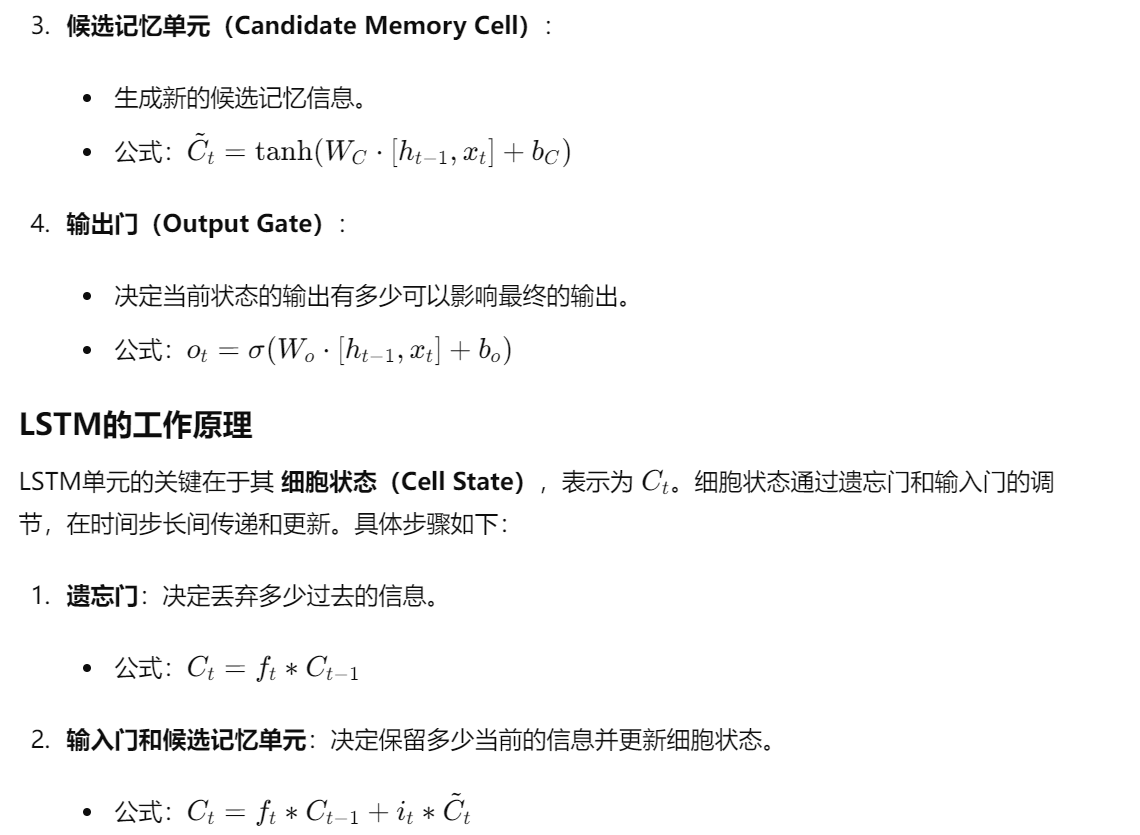 3. 候选记忆单元（Candidate Memory Cell）：
• 生成新的候选记忆信息。
• 公式：C̃_t = tanh(W_C · [h_{t−1}, x_t] + b_C)
4. 输出门（Output Gate）：
• 决定当前状态的输出有多少可以影响最终的输出。
• 公式：o_t = σ(W_o · [h_{t−1}, x_t] + b_o)
LSTM的工作原理
LSTM单元的关键在于其 细胞状态（Cell State），表示为 C_t。细胞状态通过遗忘门和输入门的调
节，在时间步长间传递和更新。具体步骤如下：
1. 遗忘门：决定丢弃多少过去的信息。
• 公式：C_t = f_t * C_{t−1}
2. 输入门和候选记忆单元：决定保留多少当前的信息并更新细胞状态。
• 公式：C_t = f_t * C_{t−1} + i_t * C̃_t